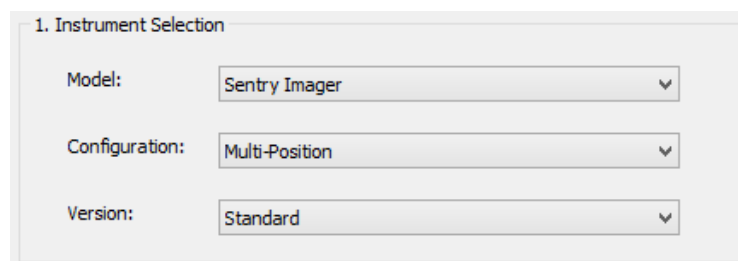 1. Instrument Selection
Model: Sentry Imager
Configuration: Multi-Position
Version: Standard